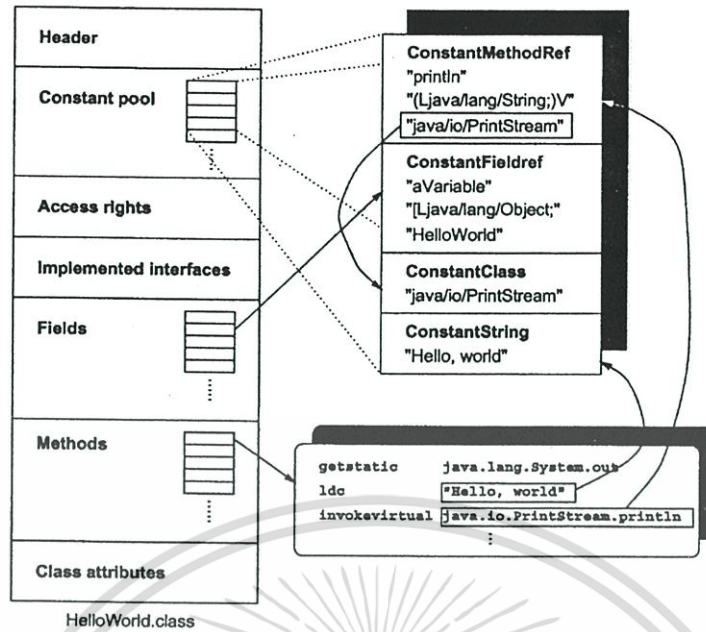 Header
Constant pool
Access rights
Implemented interfaces
Fields
Methods
Class attributes
HelloWorld.class
ConstantMethodRef
"println"
"(Ljava/lang/String;)V"
"java/io/PrintStream"
ConstantFieldref
"aVariable"
"[Ljava/lang/Object;"
"HelloWorld"
ConstantClass
"java/io/PrintStream"
ConstantString
"Hello, world"
getstatic java.lang.System.out
ldc "Hello, world"
invokevirtual java.io.PrintStream.println